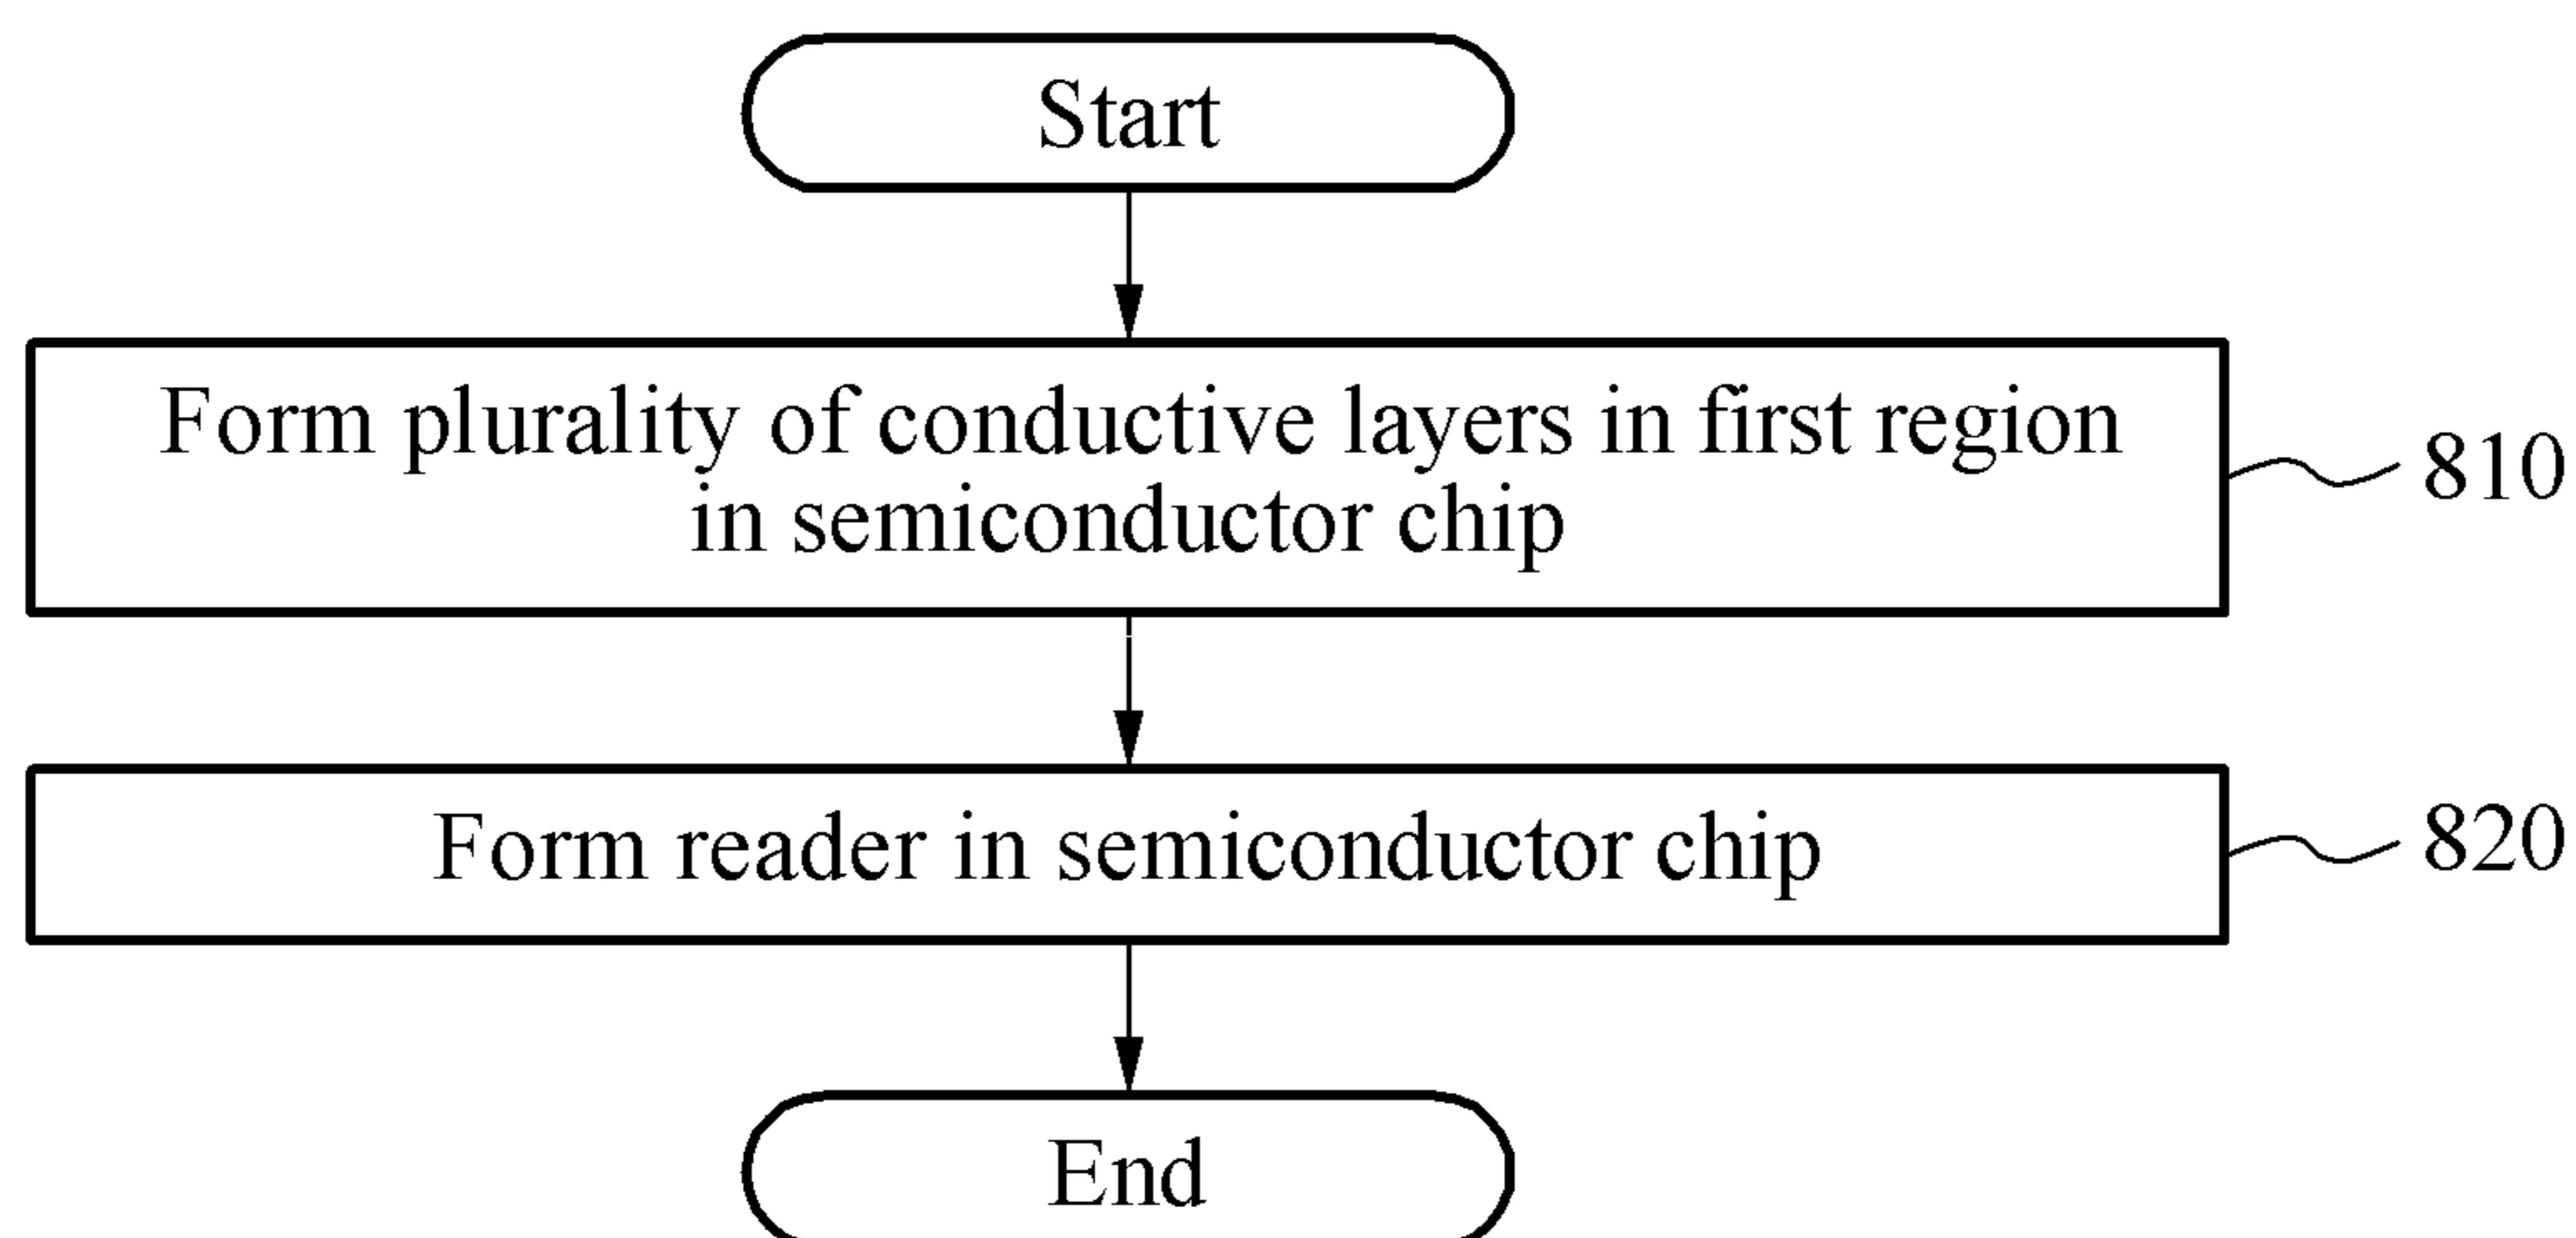 Start
Form plurality of conductive layers in first region
in semiconductor chip
810
Form reader in semiconductor chip
820
End